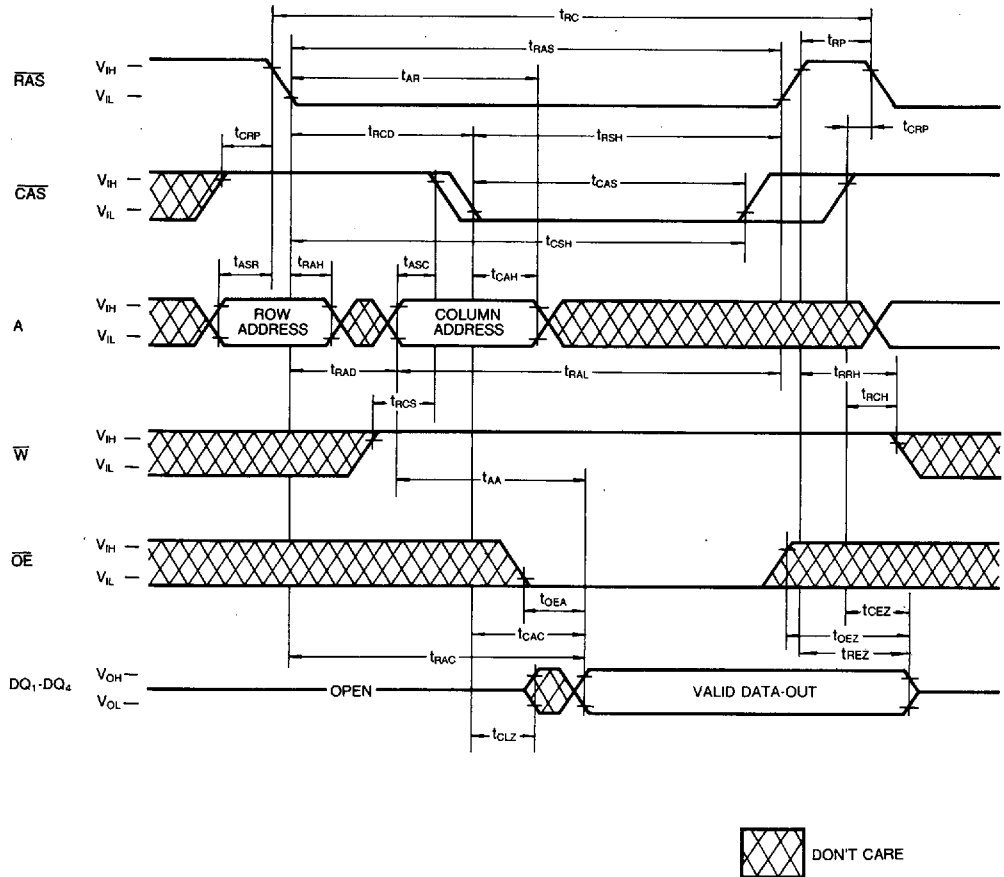 tRC
tRP
tRAS
tAR
RAS
VIH
VIL
tCRP
tRCD
tRSH
tCRP
CAS
VIH
VIL
tCAS
tCSH
tASR
tRAH
tASC
tCAH
A
VIH
VIL
ROW
ADDRESS
COLUMN
ADDRESS
tRAD
tRAL
tRRH
tRCS
tRCH
W
VIH
VIL
tAA
OE
VIH
VIL
tOEA
tCEZ
tCAC
tOEZ
tRAC
tREZ
DQ1-DQ4
VOH
VOL
OPEN
VALID DATA-OUT
tCLZ
DON'T CARE